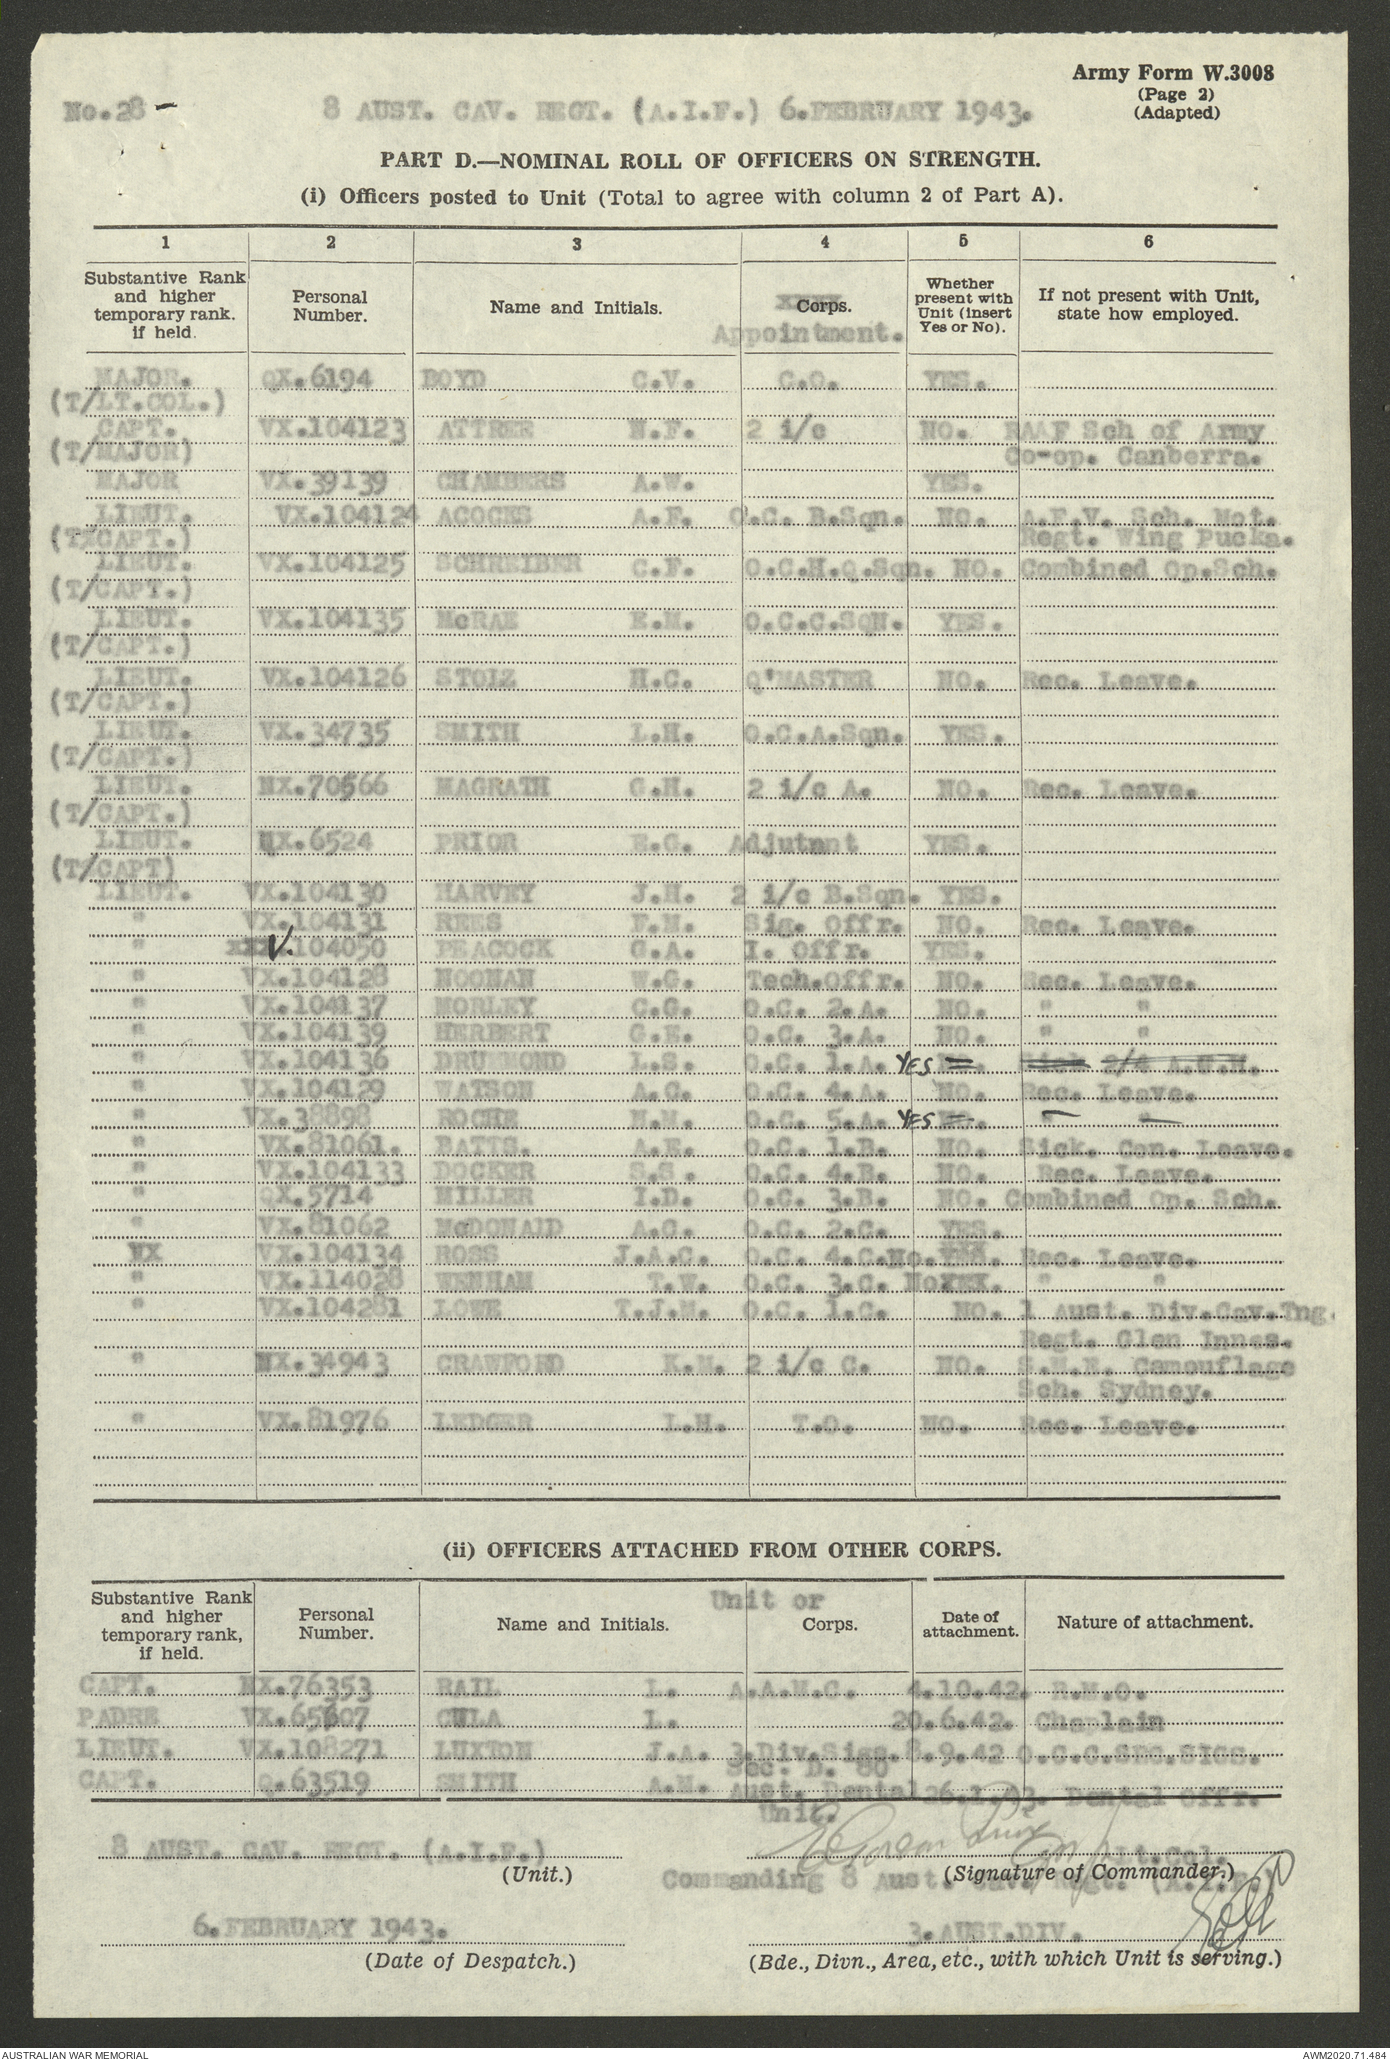 Army Form W.3008
(Page 2)
(Adapted)
No.28 8 AUST. CAV. REGT. (A.I.F.) 6.FEBRUARY 1943.
PART D.—NOMINAL ROLL OF OFFICERS ON STRENGTH.
(i) Officers posted to Unit (Total to agree with column 2 of Part A).
1 2 3 4 5 6
Substantive Rank and higher temporary rank. if held. Personal Number. Name and Initials. Corps. Appointment. Whether present with Unit (insert Yes or No). If not present with Unit, state how employed.
MAJOR. QX.6194 BOYD C.V. C.O. YES.
(T/LT.COL.)
CAPT. VX.104123 ATTREE N.F. 2 i/c NO. RAAF Sch of Army
(T/MAJOR) Co-op. Canberra.
MAJOR VX.39139 CHAMBERS A.W. YES.
LIEUT. VX.104124 ACOCKS A.F. O.C. B.Sqn. NO. A.F.V. Sch. Mot.
(T/CAPT.) Regt. Wing Pucka.
LIEUT. VX.104125 SCHREIBER C.F. O.C.H.Q.Sqn. NO. Combined Op.Sch.
(T/CAPT.)
LIEUT. VX.104135 McRAE E.M. O.C.C.SQN. YES.
(T/CAPT.)
LIEUT. VX.104126 STOLZ H.C. Q'MASTER NO. Rec. Leave.
(T/CAPT.)
LIEUT. VX.34735 SMITH L.H. O.C.A.Sqn. YES.
(T/CAPT.)
LIEUT. NX.70566 MAGRATH G.H. 2 i/c A. NO. Rec. Leave.
(T/CAPT.)
LIEUT. QX.6524 PRIOR E.G. Adjutant YES.
(T/CAPT)
LIEUT. VX.104130 HARVEY J.H. 2 i/c B.Sqn. YES.
" VX.104131 REES F.N. Sig. Offr. NO. Rec. Leave.
" V.104050 PEACOCK G.A. I. Offr. YES.
" VX.104128 NOONAN W.G. Tech.Offr. NO. Rec. Leave.
" VX.104137 MORLEY C.G. O.C. 2.A. NO. " "
" VX.104139 HERBERT G.E. O.C. 3.A. NO. " "
" VX.104136 DRUMMOND L.S. O.C. 1.A. YES Sick 2/4 A.G.H.
" VX.104129 WATSON A.C. O.C. 4.A. NO. Rec. Leave.
" VX.38898 ROCHE N.M. O.C. 5.A. YES " "
" VX.81061. BATTS. A.E. O.C. 1.B. NO. Sick. Con. Leave.
" VX.104133 DOCKER S.S. O.C. 4.B. NO. Rec. Leave.
" QX.5714 MILLER I.D. O.C. 3.B. NO. Combined Op. Sch.
" VX.81062 McDONALD A.C. O.C. 2.C. YES.
VX.104134 ROSS J.A.C. O.C. 4.C. No. Rec. Leave.
" VX.114028 WENHAM T.W. O.C. 3.C. No " "
" VX.104281 LOWE T.J.M. O.C. 1.C. NO. 1 Aust. Div.Cav.Tng.
Regt. Glen Innes.
" NX.34943 CRAWFORD K.M. 2 i/c C. NO. S.M.E. Camouflage
Sch. Sydney.
" VX.81976 LEDGER L.H. T.O. NO. Rec. Leave.
(ii) OFFICERS ATTACHED FROM OTHER CORPS.
Substantive Rank and higher temporary rank, if held. Personal Number. Name and Initials. Unit or Corps. Date of attachment. Nature of attachment.
CAPT. NX.76353 RAIL L. A.A.M.C. 4.10.42. R.M.O.
PADRE VX.65607 CULA L. 20.6.42. Chaplain
LIEUT. VX.108271 LUXTON J.A. 3.Div.Sigs. 8.9.42 O.C.C.SEC.SIGS.
CAPT. Q.63519 SMITH A.M. Sec. D. 80 Aust. Dental Unit. 26.1.43. Dental Offr.
8 AUST. CAV. REGT. (A.I.F.) Lt.Col.
(Unit.) (Signature of Commander.)
Commanding 8 Aust. Cav. Regt. (A.I.F.)
6.FEBRUARY 1943. 3.AUST.DIV.
(Date of Despatch.) (Bde., Divn., Area, etc., with which Unit is serving.)
AUSTRALIAN WAR MEMORIAL AWM2020.71.484